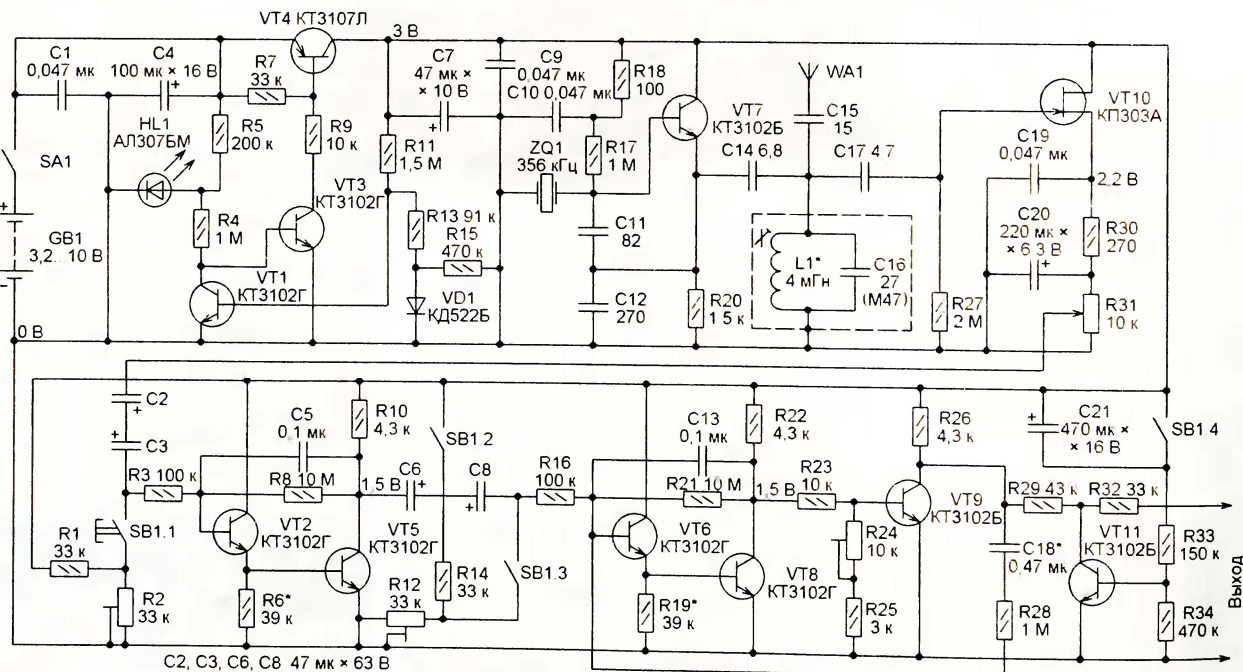 VT4 КТ3107Л
3 В
C1
0,047 мк
C4
100 мк × 16 В
+
R7
33 к
C7
47 мк
× 10 В
+
C9
0,047 мк
C10 0,047 мк
R18
100
WA1
HL1
АЛ307БМ
R5
200 к
R9
10 к
R11
1,5 М
ZQ1
356 кГц
R17
1 М
VT7
КТ3102Б
C15
15
VT10
КП303А
C14 6,8
C17 4,7
C19
0,047 мк
2,2 В
SA1
VT3
КТ3102Г
R4
1 М
R13 91 к
R15
470 к
C11
82
C20
220 мк ×
× 6 3 В
+
R30
270
+
GB1
3,2... 10 В
−
VT1
КТ3102Г
VD1
КД522Б
C12
270
R20
1 5 к
L1*
4 мГн
C16
27
(М47)
R27
2 М
R31
10 к
0 В
C2
+
+
C3
C5
0,1 мк
R10
4,3 к
SB1.2
C13
0,1 мк
R22
4,3 к
R26
4,3 к
+
C21
470 мк ×
× 16 В
SB1.4
R3 100 к
R8 10 М
1,5 В
C6
+
C8
+
R16
100 к
R21 10 М
1,5 В
R23
10 к
VT9
КТ3102Б
R29 43 к
R32 33 к
SB1.1
R1
33 к
VT2
КТ3102Г
VT5
КТ3102Г
R14
33 к
SB1.3
VT6
КТ3102Г
R24
10 к
C18*
0,47 мк
VT11
КТ3102Б
R33
150 к
R2
33 к
R6*
39 к
R12
33 к
R19*
39 к
VT8
КТ3102Г
R25
3 к
R28
1 М
R34
470 к
Выход
C2, C3, C6, C8 47 мк × 63 В